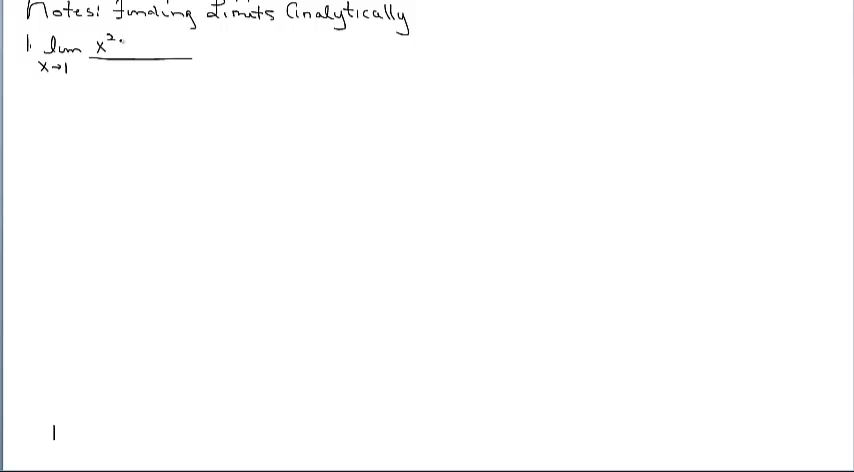 Notes: Finding Limits Analytically
1. lim x²-
x→1